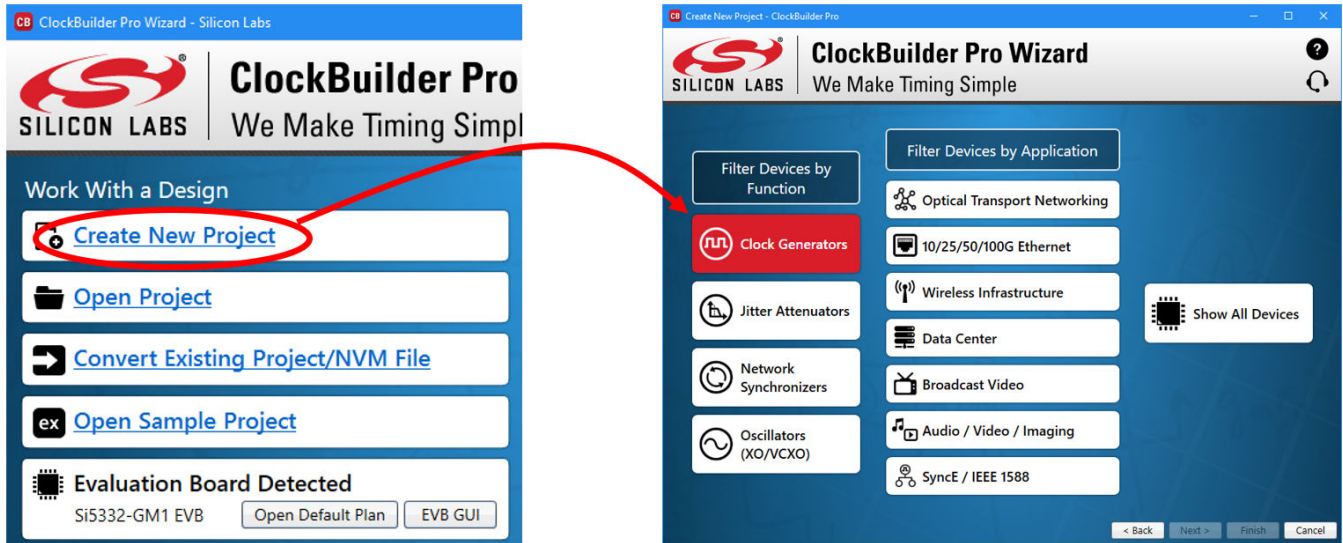 CB ClockBuilder Pro Wizard - Silicon Labs
SILICON LABS
ClockBuilder Pro
We Make Timing Simpl
Work With a Design
Create New Project
Open Project
Convert Existing Project/NVM File
ex Open Sample Project
Evaluation Board Detected
Si5332-GM1 EVB Open Default Plan EVB GUI
CB Create New Project - ClockBuilder Pro
SILICON LABS
ClockBuilder Pro Wizard
We Make Timing Simple
?
Filter Devices by
Function
Clock Generators
Jitter Attenuators
Network
Synchronizers
Oscillators
(XO/VCXO)
Filter Devices by Application
Optical Transport Networking
10/25/50/100G Ethernet
Wireless Infrastructure
Data Center
Broadcast Video
Audio / Video / Imaging
SyncE / IEEE 1588
Show All Devices
< Back Next > Finish Cancel